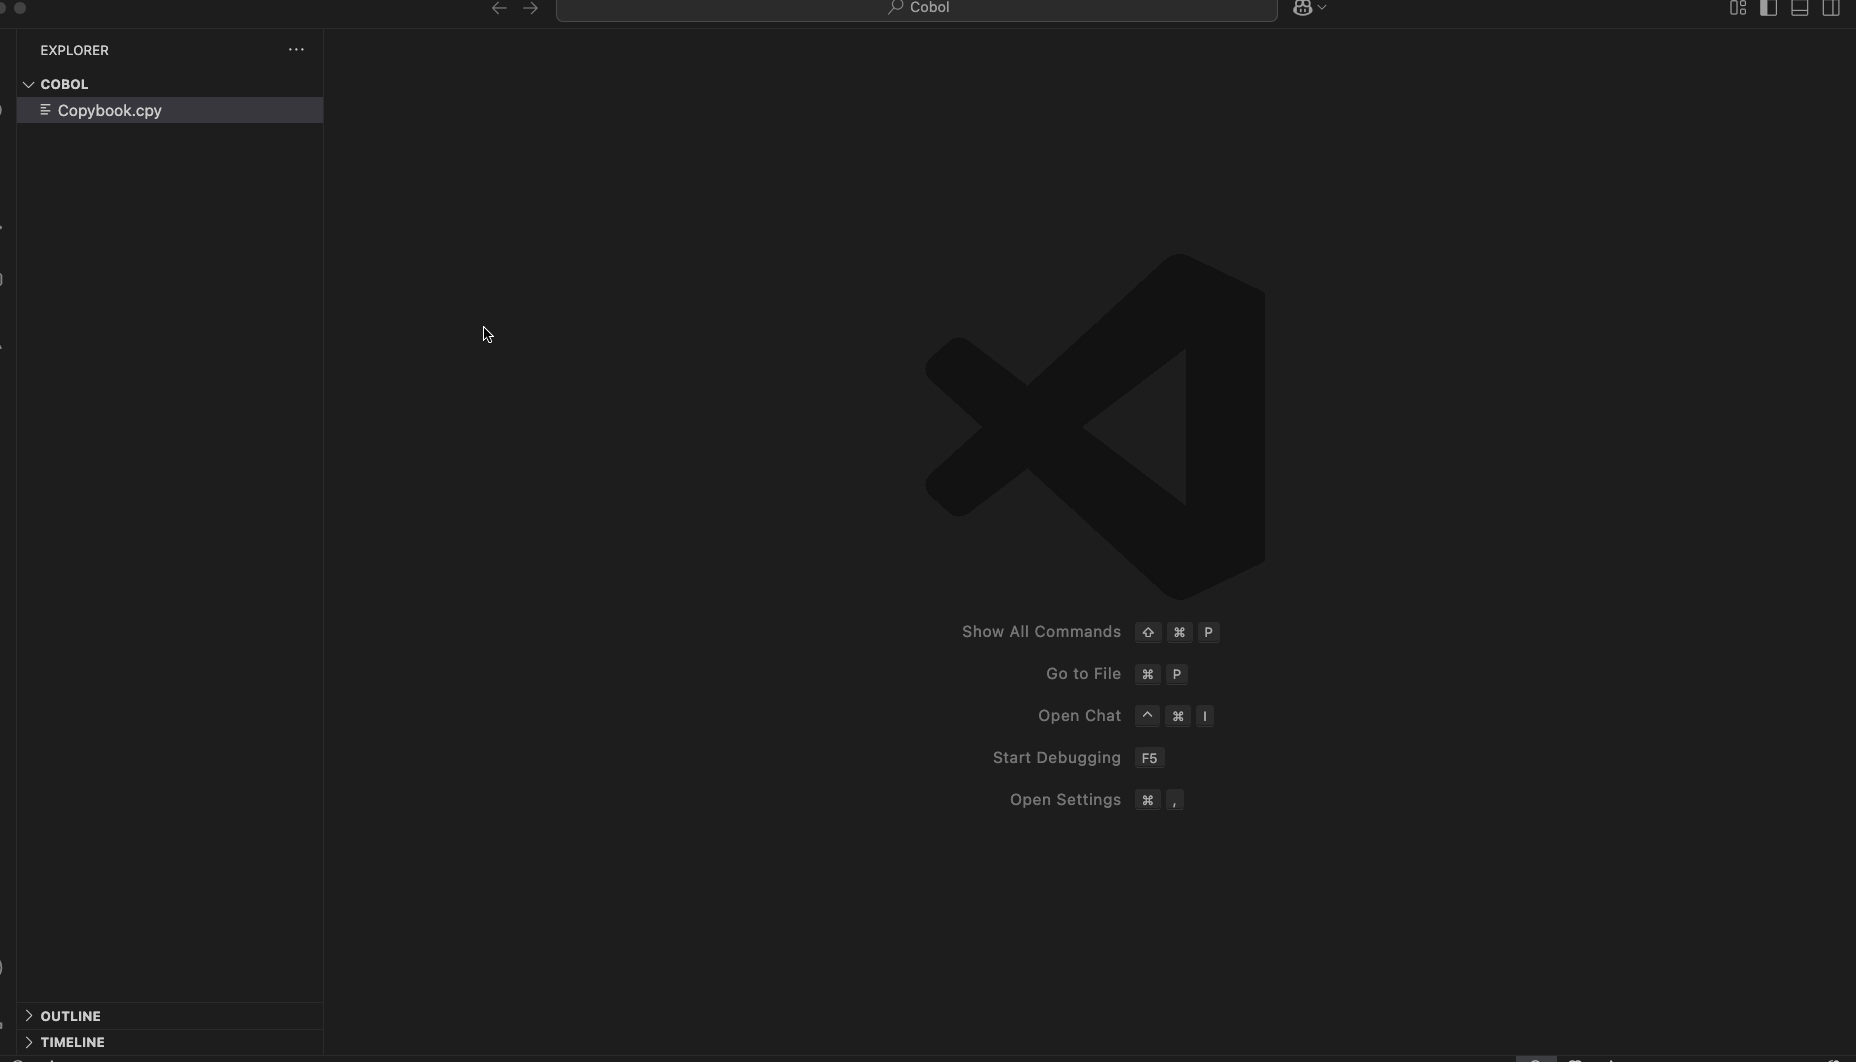 Cobol
EXPLORER
COBOL
Copybook.cpy
Show All Commands ⇧ ⌘ P
Go to File ⌘ P
Open Chat ^ ⌘ I
Start Debugging F5
Open Settings ⌘ ,
OUTLINE
TIMELINE